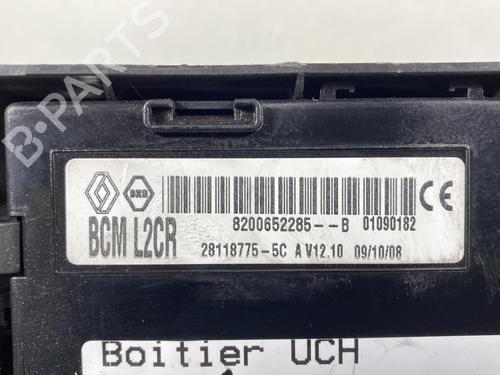 B-PARTS
8200652285--B 01090182
BCM L2CR
28118775-5C A V12.10 09/10/08
CE
Boitier UCH